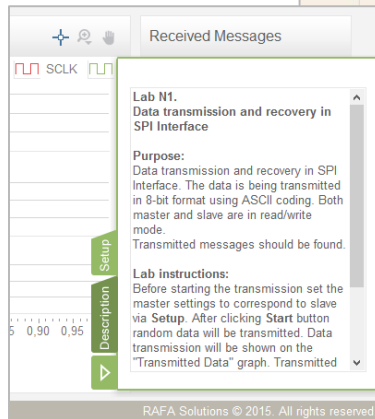 Received Messages
SCLK
Lab N1.
Data transmission and recovery in
SPI Interface
Purpose:
Data transmission and recovery in SPI
Interface. The data is being transmitted
in 8-bit format using ASCII coding. Both
master and slave are in read/write
mode.
Transmitted messages should be found.
Lab instructions:
Before starting the transmission set the
master settings to correspond to slave
via Setup. After clicking Start button
random data will be transmitted. Data
transmission will be shown on the
"Transmitted Data" graph. Transmitted
Setup
Description
5 0,90 0,95
RAFA Solutions © 2015. All rights reserved